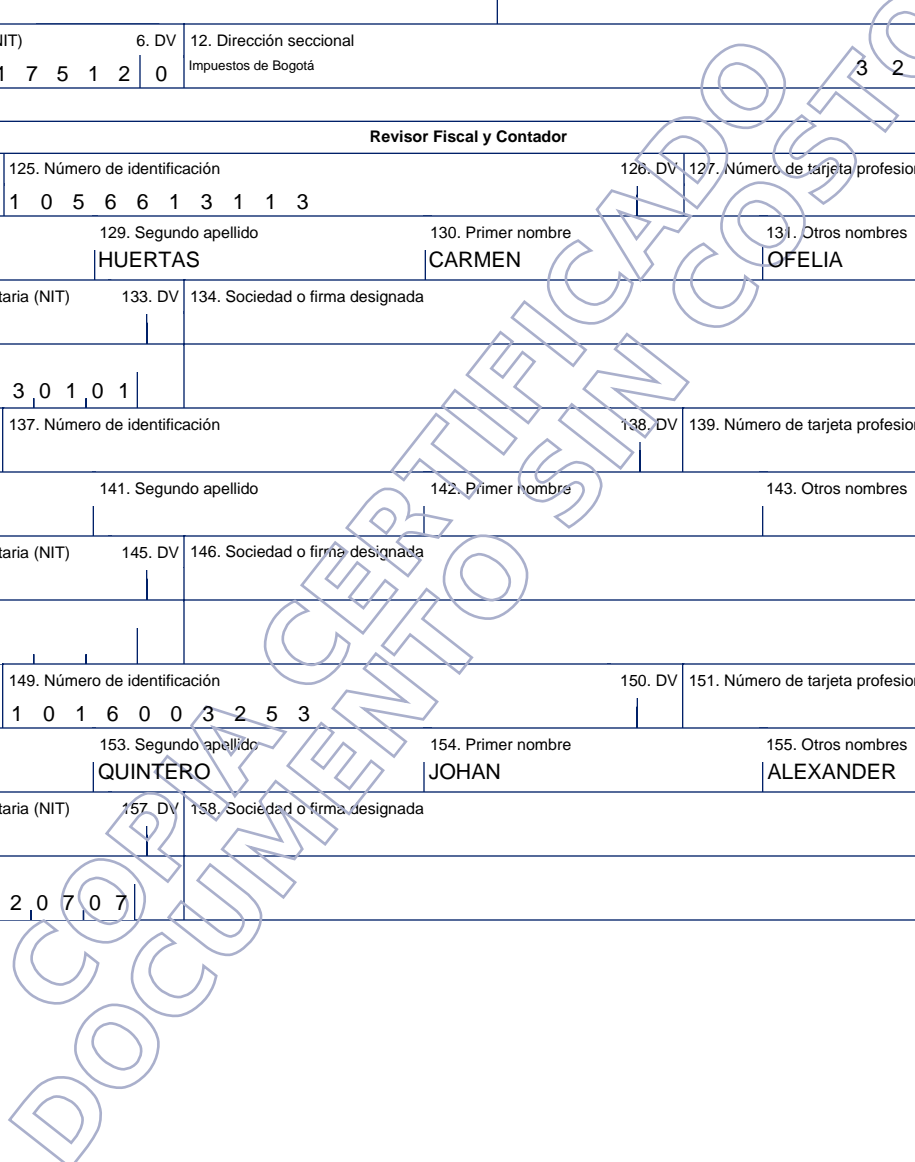 IT) 6. DV 12. Dirección seccional
1 7 5 1 2 0 Impuestos de Bogotá 3 2
Revisor Fiscal y Contador
125. Número de identificación 126. DV 127. Número de tarjeta profesion
1 0 5 6 6 1 3 1 1 3
129. Segundo apellido 130. Primer nombre 131. Otros nombres
HUERTAS CARMEN OFELIA
taria (NIT) 133. DV 134. Sociedad o firma designada
3 0 1 0 1
137. Número de identificación 138. DV 139. Número de tarjeta profesion
141. Segundo apellido 142. Primer nombre 143. Otros nombres
taria (NIT) 145. DV 146. Sociedad o firma designada
149. Número de identificación 150. DV 151. Número de tarjeta profesion
1 0 1 6 0 0 3 2 5 3
153. Segundo apellido 154. Primer nombre 155. Otros nombres
QUINTERO JOHAN ALEXANDER
taria (NIT) 157. DV 158. Sociedad o firma designada
2 0 7 0 7
COPIA CERTIFICADO
DOCUMENTO SIN COSTO